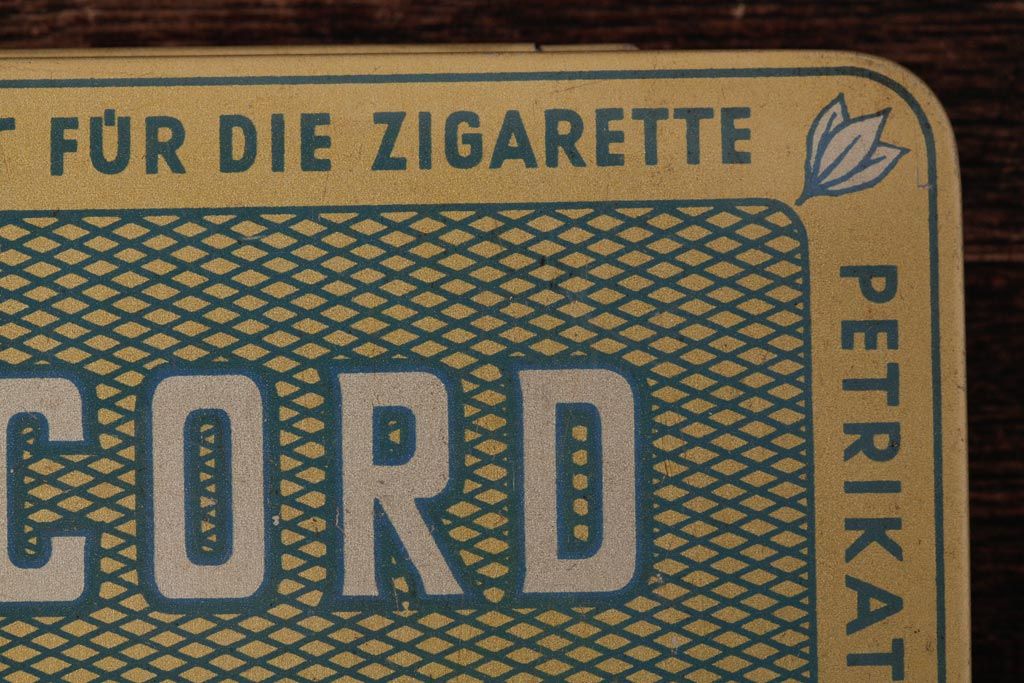 FÜR DIE ZIGARETTE
CORD
PETRIKAT